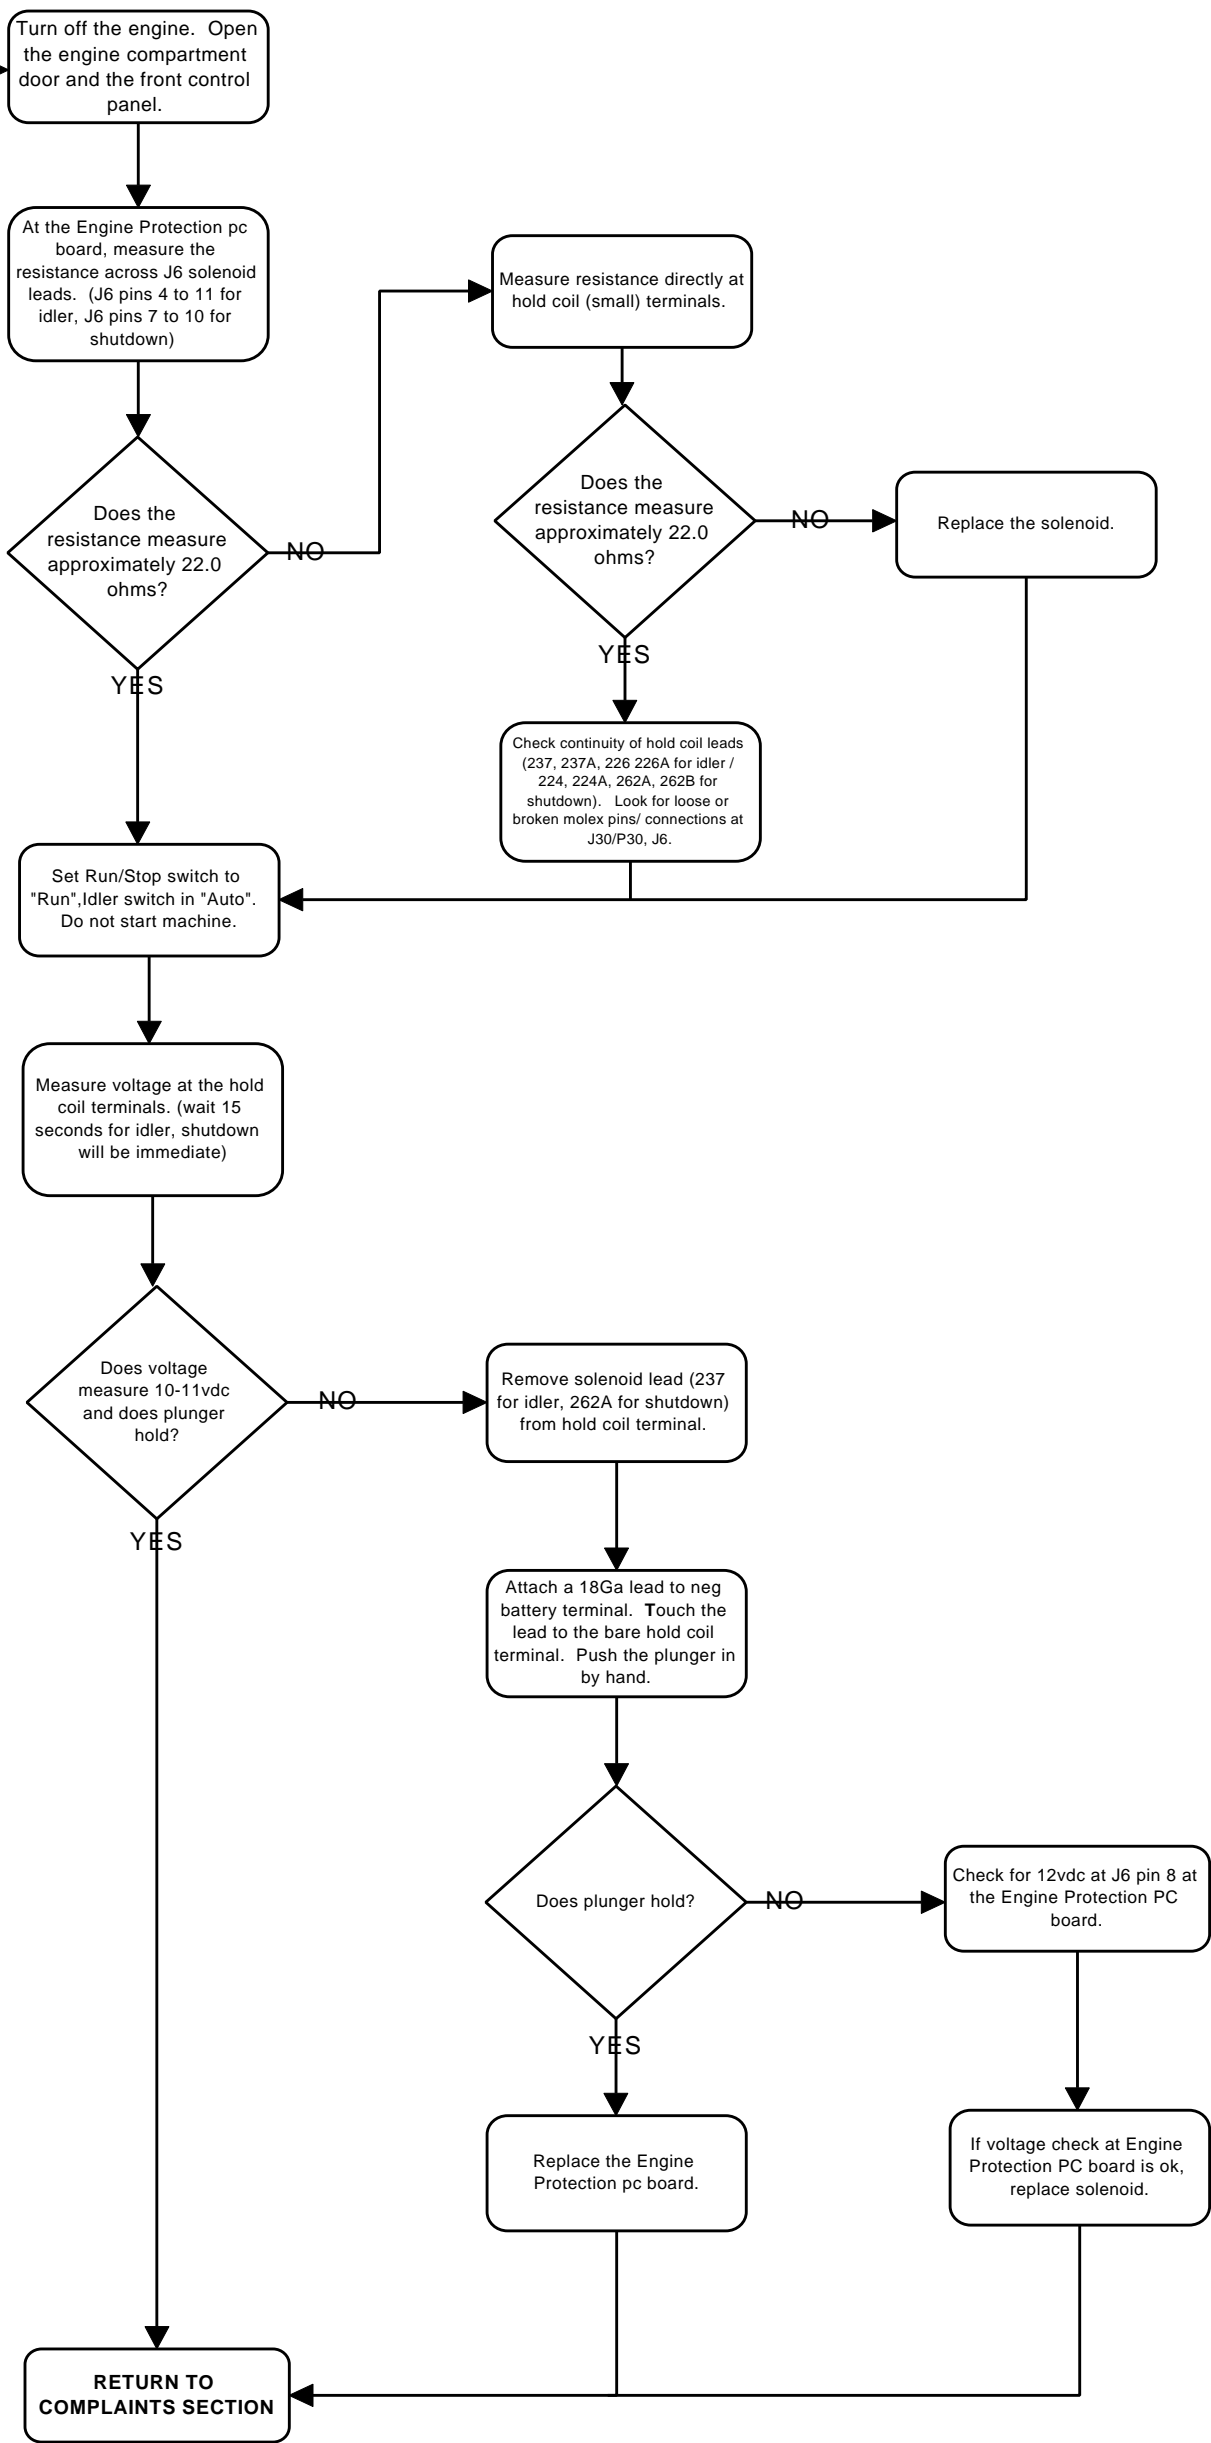 Turn off the engine.  Open
the engine compartment
door and the front control
panel.
At the Engine Protection pc
board, measure the
resistance across J6 solenoid
leads.  (J6 pins 4 to 11 for
idler, J6 pins 7 to 10 for
shutdown)
Measure resistance directly at
hold coil (small) terminals.
Does the
resistance measure
approximately 22.0
ohms?
NO
Does the
resistance measure
approximately 22.0
ohms?
NO
Replace the solenoid.
YES
YES
Check continuity of hold coil leads
(237, 237A, 226 226A for idler /
224, 224A, 262A, 262B for
shutdown).   Look for loose or
broken molex pins/ connections at
J30/P30, J6.
Set Run/Stop switch to
"Run",Idler switch in "Auto".
Do not start machine.
Measure voltage at the hold
coil terminals. (wait 15
seconds for idler, shutdown
will be immediate)
Does voltage
measure 10-11vdc
and does plunger
hold?
NO
Remove solenoid lead (237
for idler, 262A for shutdown)
from hold coil terminal.
YES
Attach a 18Ga lead to neg
battery terminal.  Touch the
lead to the bare hold coil
terminal.  Push the plunger in
by hand.
Does plunger hold?
NO
Check for 12vdc at J6 pin 8 at
the Engine Protection PC
board.
YES
Replace the Engine
Protection pc board.
If voltage check at Engine
Protection PC board is ok,
replace solenoid.
RETURN TO
COMPLAINTS SECTION